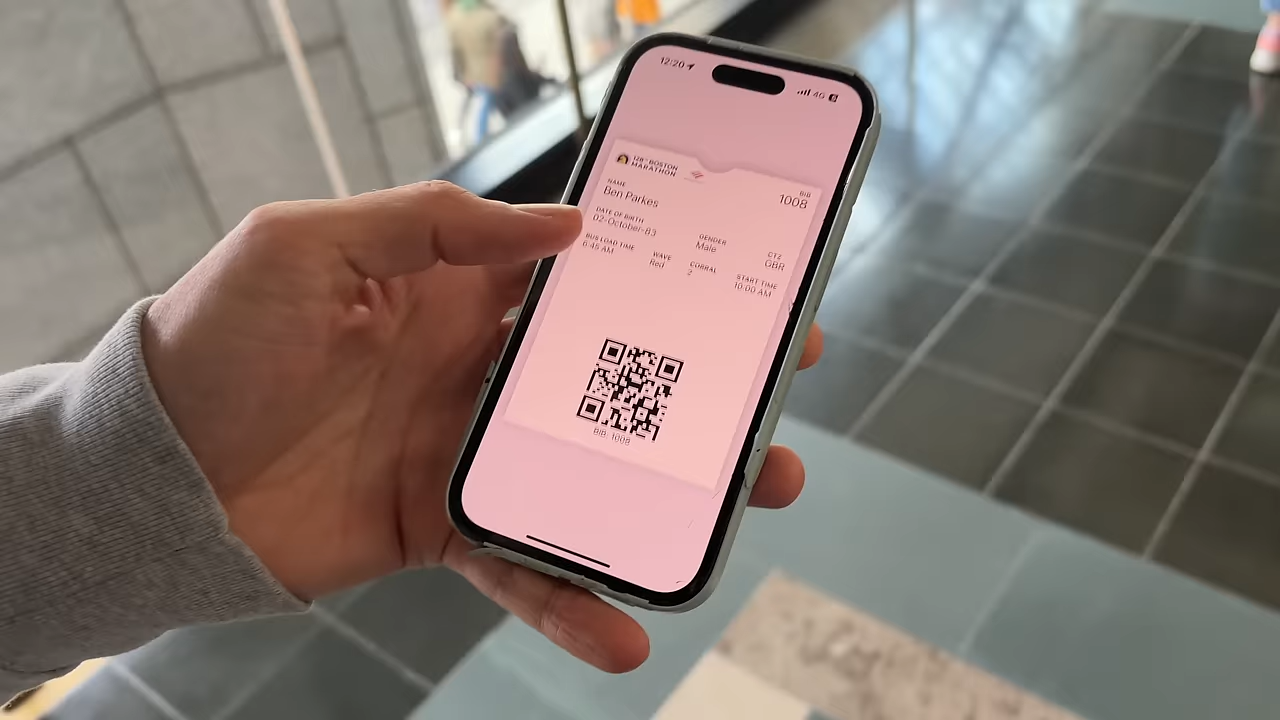 12:20
4G
128TH BOSTON
MARATHON
BIB
1008
NAME
Ben Parkes
DATE OF BIRTH
02-October-83
GENDER
Male
CTZ
GBR
BUS LOAD TIME
6:45 AM
WAVE
Red
CORRAL
2
START TIME
10:00 AM
BIB: 1008